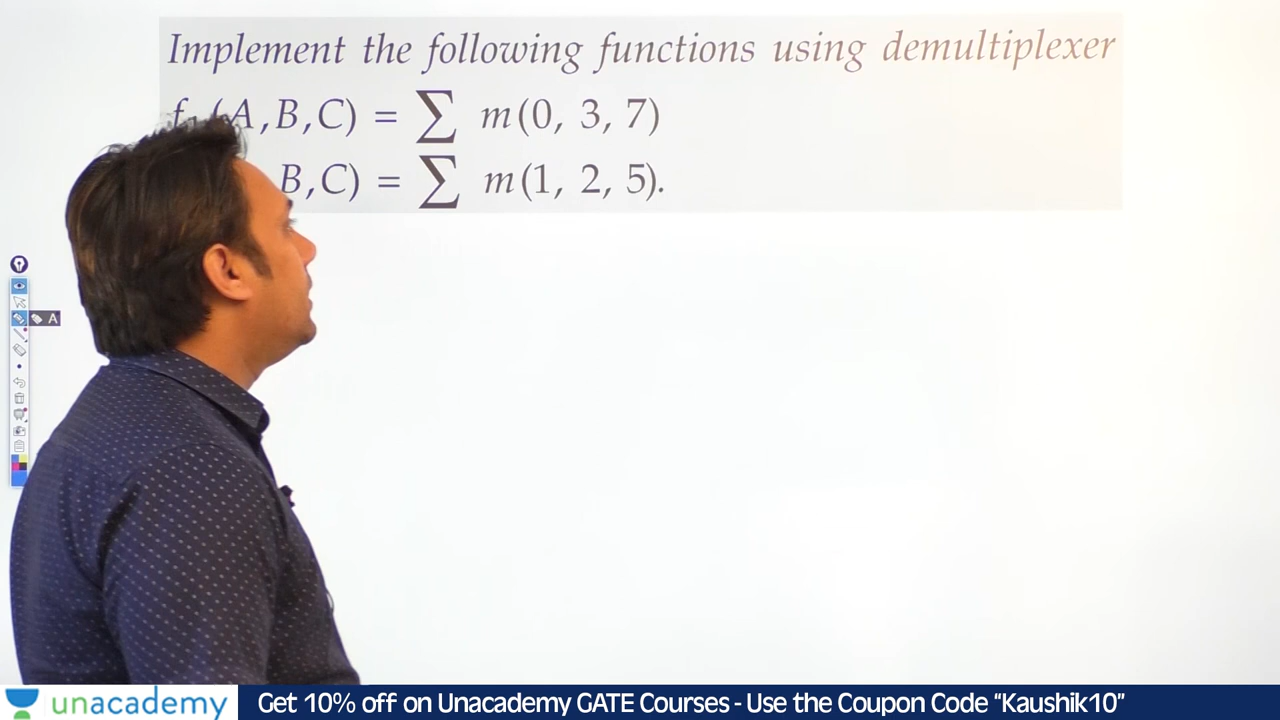 Implement the following functions using demultiplexer
A,B,C) = ∑ m(0, 3, 7)
B,C) = ∑ m(1, 2, 5).
A
unacademy
Get 10% off on Unacademy GATE Courses - Use the Coupon Code “Kaushik10”